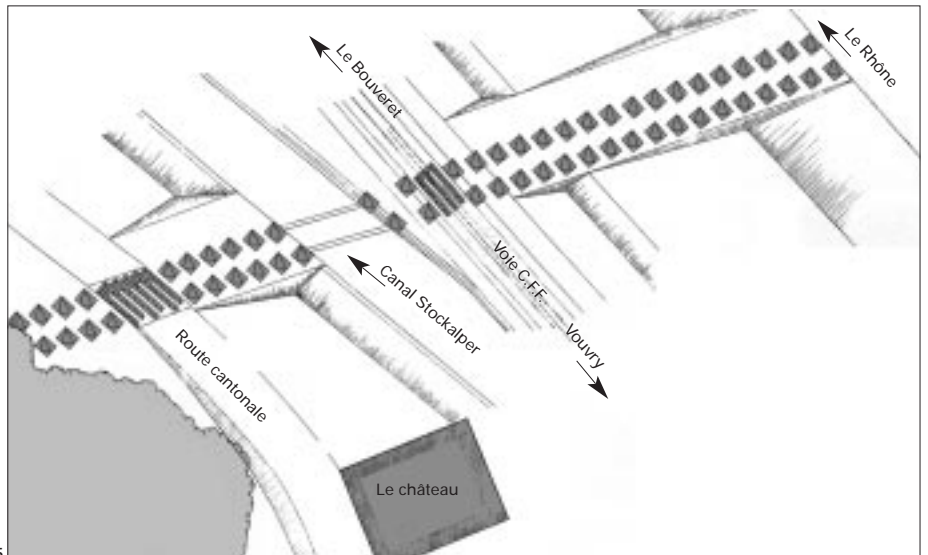 Le Bouveret
Le Rhône
Canal Stockalper
Voie C.F.F.
Vouvry
Route cantonale
Le château